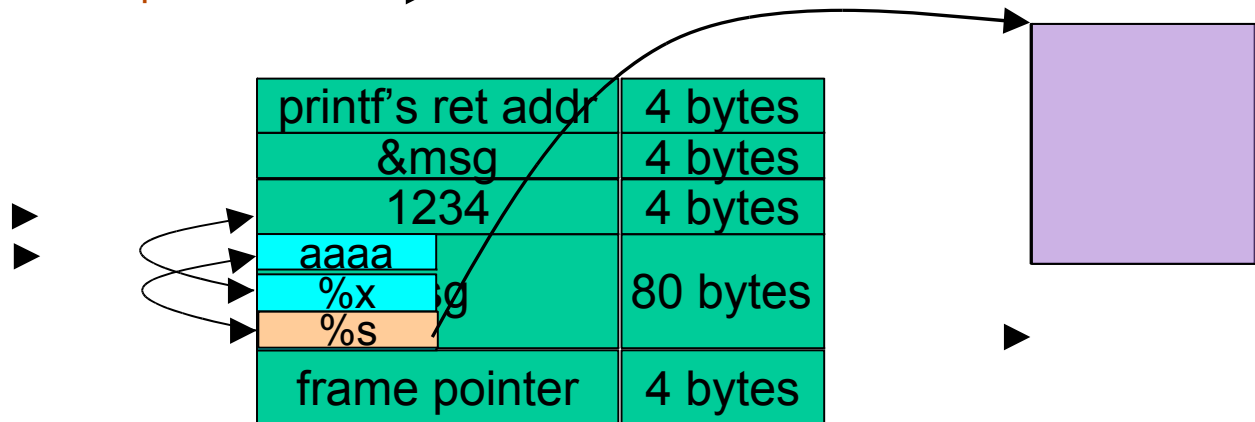 printf’s ret addr 4 bytes
&msg 4 bytes
1234 4 bytes
aaaa
%x sg 80 bytes
%s
frame pointer 4 bytes